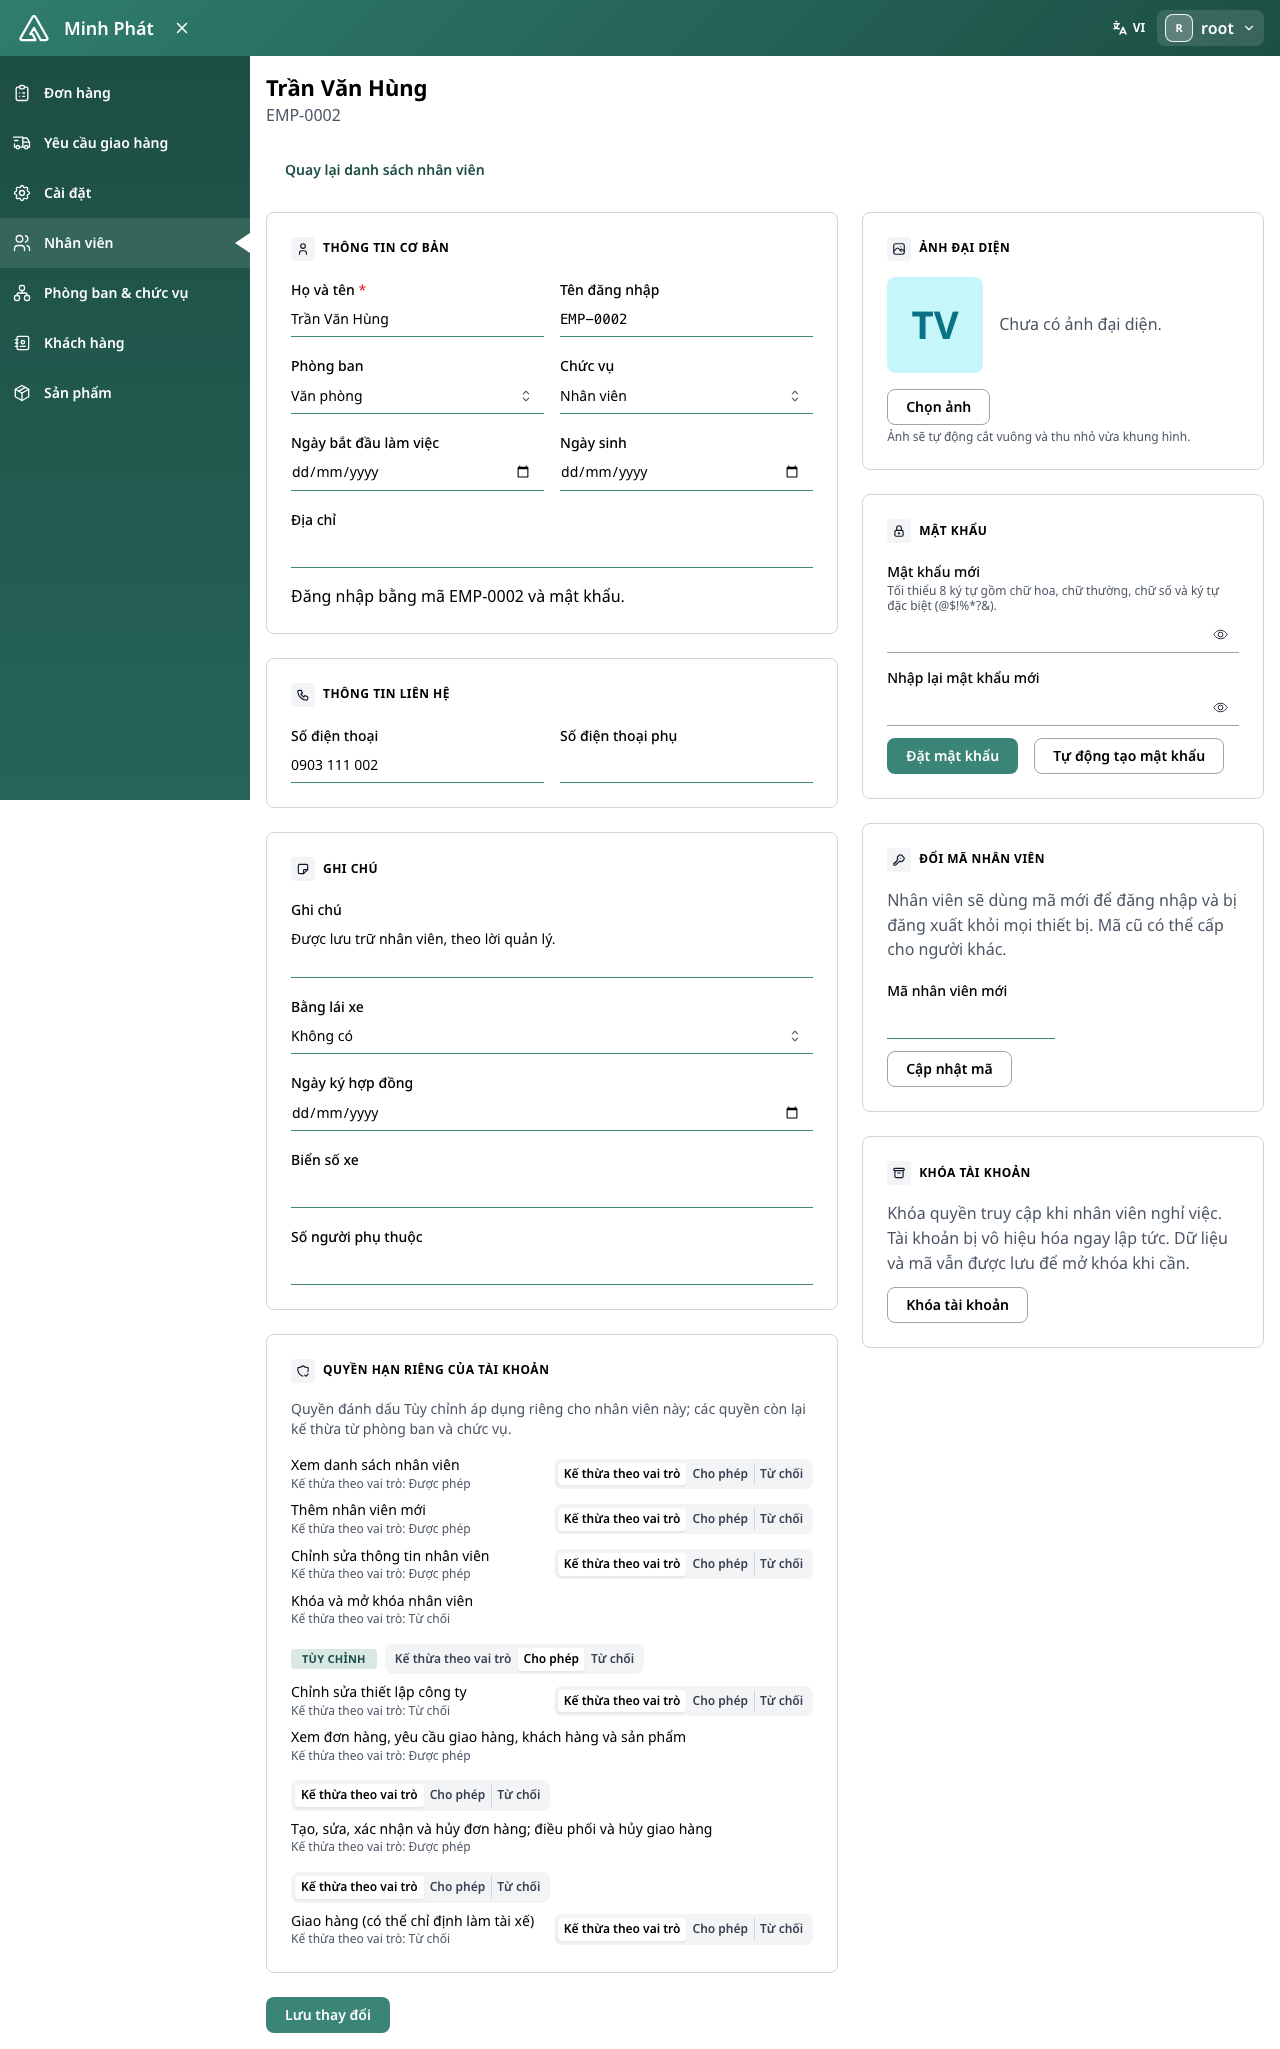 Minh Phát
VI
R
root
Đơn hàng
Yêu cầu giao hàng
Cài đặt
Nhân viên
Phòng ban & chức vụ
Khách hàng
Sản phẩm
Trần Văn Hùng
EMP-0002
Quay lại danh sách nhân viên
THÔNG TIN CƠ BẢN
Họ và tên *
Tên đăng nhập
Trần Văn Hùng
EMP-0002
Phòng ban
Chức vụ
Văn phòng
Nhân viên
Ngày bắt đầu làm việc
Ngày sinh
dd/mm/yyyy
dd/mm/yyyy
Địa chỉ
Đăng nhập bằng mã EMP-0002 và mật khẩu.
THÔNG TIN LIÊN HỆ
Số điện thoại
Số điện thoại phụ
0903 111 002
GHI CHÚ
Ghi chú
Được lưu trữ nhân viên, theo lời quản lý.
Bằng lái xe
Không có
Ngày ký hợp đồng
dd/mm/yyyy
Biển số xe
Số người phụ thuộc
QUYỀN HẠN RIÊNG CỦA TÀI KHOẢN
Quyền đánh dấu Tùy chỉnh áp dụng riêng cho nhân viên này; các quyền còn lại
kế thừa từ phòng ban và chức vụ.
Xem danh sách nhân viên
Kế thừa theo vai trò: Được phép
Kế thừa theo vai trò
Cho phép
Từ chối
Thêm nhân viên mới
Kế thừa theo vai trò: Được phép
Kế thừa theo vai trò
Cho phép
Từ chối
Chỉnh sửa thông tin nhân viên
Kế thừa theo vai trò: Được phép
Kế thừa theo vai trò
Cho phép
Từ chối
Khóa và mở khóa nhân viên
Kế thừa theo vai trò: Từ chối
TÙY CHỈNH
Kế thừa theo vai trò
Cho phép
Từ chối
Chỉnh sửa thiết lập công ty
Kế thừa theo vai trò: Từ chối
Kế thừa theo vai trò
Cho phép
Từ chối
Xem đơn hàng, yêu cầu giao hàng, khách hàng và sản phẩm
Kế thừa theo vai trò: Được phép
Kế thừa theo vai trò
Cho phép
Từ chối
Tạo, sửa, xác nhận và hủy đơn hàng; điều phối và hủy giao hàng
Kế thừa theo vai trò: Được phép
Kế thừa theo vai trò
Cho phép
Từ chối
Giao hàng (có thể chỉ định làm tài xế)
Kế thừa theo vai trò: Từ chối
Kế thừa theo vai trò
Cho phép
Từ chối
Lưu thay đổi
ẢNH ĐẠI DIỆN
TV
Chưa có ảnh đại diện.
Chọn ảnh
Ảnh sẽ tự động cắt vuông và thu nhỏ vừa khung hình.
MẬT KHẨU
Mật khẩu mới
Tối thiểu 8 ký tự gồm chữ hoa, chữ thường, chữ số và ký tự
đặc biệt (@$!%*?&).
Nhập lại mật khẩu mới
Đặt mật khẩu
Tự động tạo mật khẩu
ĐỔI MÃ NHÂN VIÊN
Nhân viên sẽ dùng mã mới để đăng nhập và bị
đăng xuất khỏi mọi thiết bị. Mã cũ có thể cấp
cho người khác.
Mã nhân viên mới
Cập nhật mã
KHÓA TÀI KHOẢN
Khóa quyền truy cập khi nhân viên nghỉ việc.
Tài khoản bị vô hiệu hóa ngay lập tức. Dữ liệu
và mã vẫn được lưu để mở khóa khi cần.
Khóa tài khoản